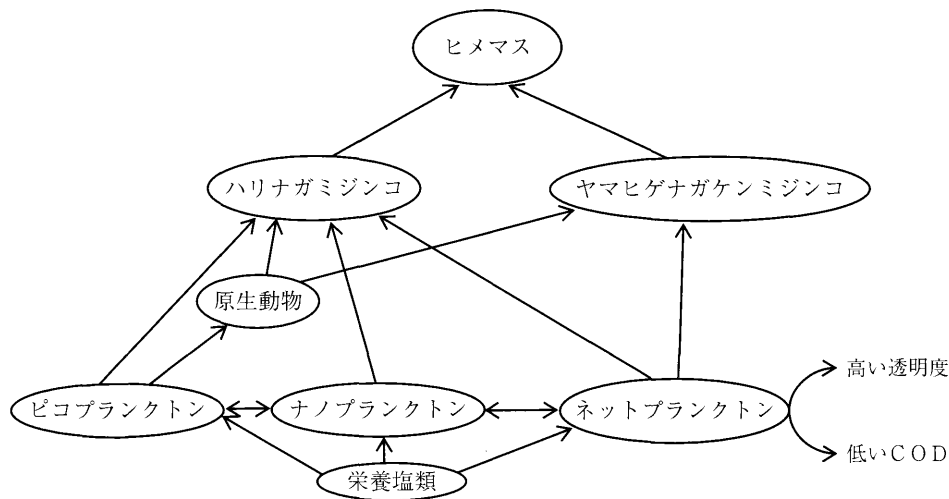 ヒメマス
ハリナガミジンコ
ヤマヒゲナガケンミジンコ
原生動物
高い透明度
ピコプランクトン
ナノプランクトン
ネットプランクトン
低いCOD
栄養塩類